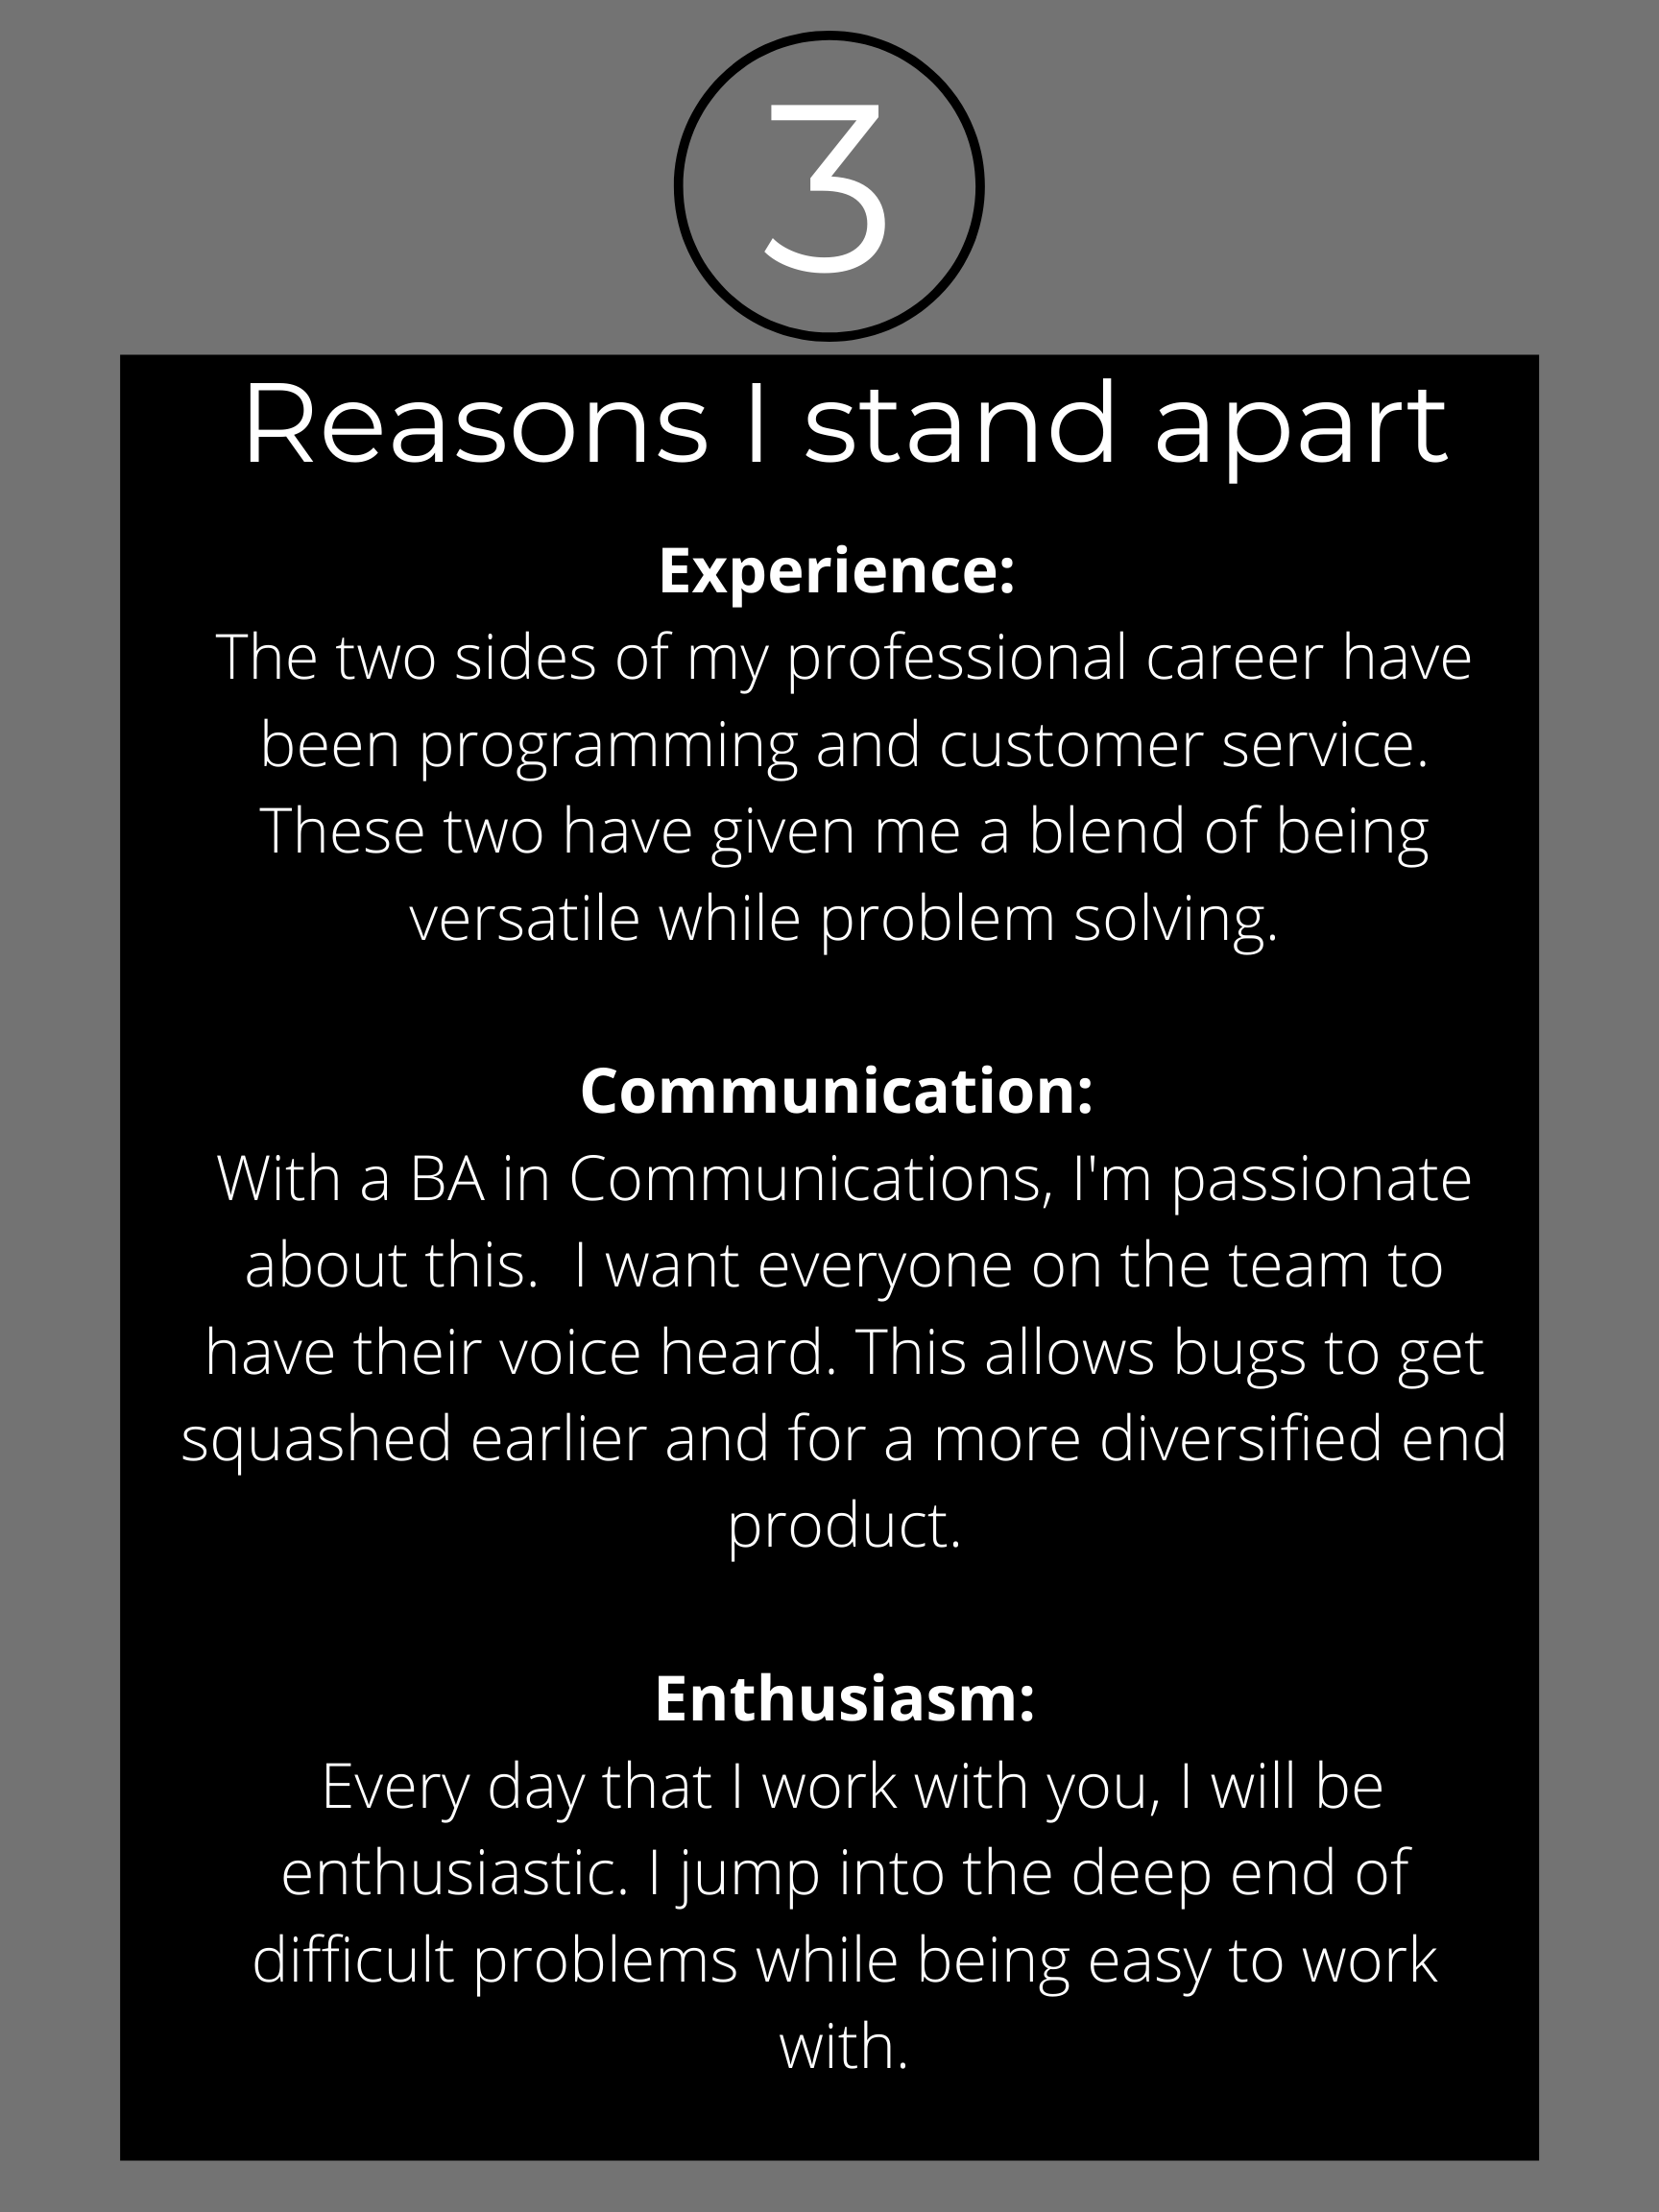 3
Reasons I stand apart
Experience:
The two sides of my professional career have
been programming and customer service.
These two have given me a blend of being
versatile while problem solving.
Communication:
With a BA in Communications, I'm passionate
about this.  I want everyone on the team to
have their voice heard. This allows bugs to get
squashed earlier and for a more diversified end
product.
Enthusiasm:
Every day that I work with you, I will be
enthusiastic. I jump into the deep end of
difficult problems while being easy to work
with.